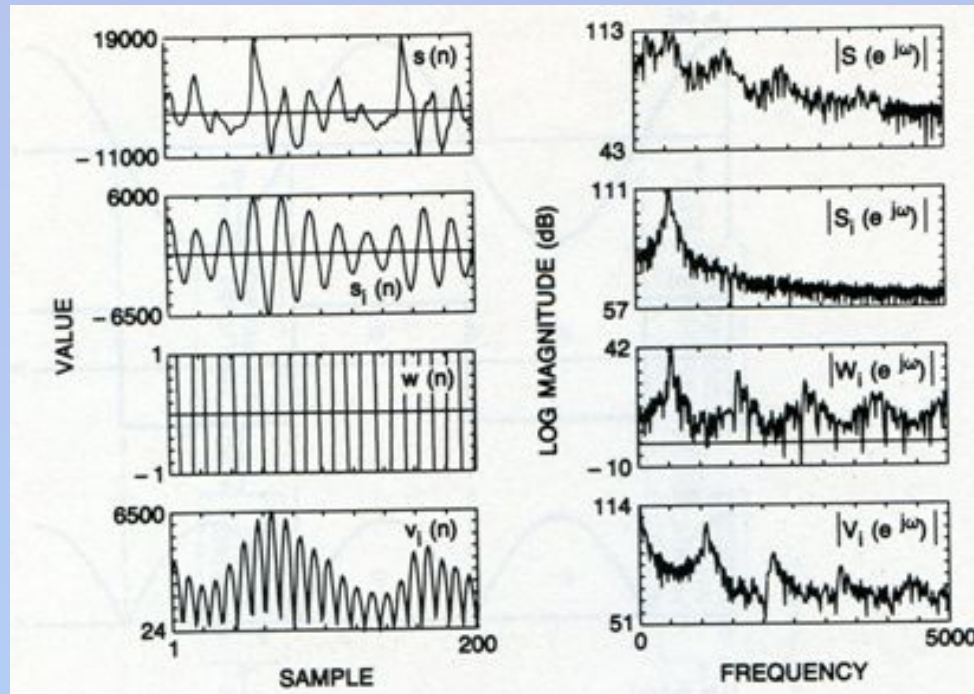 19000
s (n)
– 11000
6000
s_i (n)
– 6500
1
w (n)
– 1
6500
v_i (n)
24
1
200
SAMPLE
VALUE
113
|S (e^jω)|
43
111
|S_i (e^jω)|
57
42
|W_i (e^jω)|
– 10
114
|V_i (e^jω)|
51
0
5000
FREQUENCY
LOG MAGNITUDE (dB)